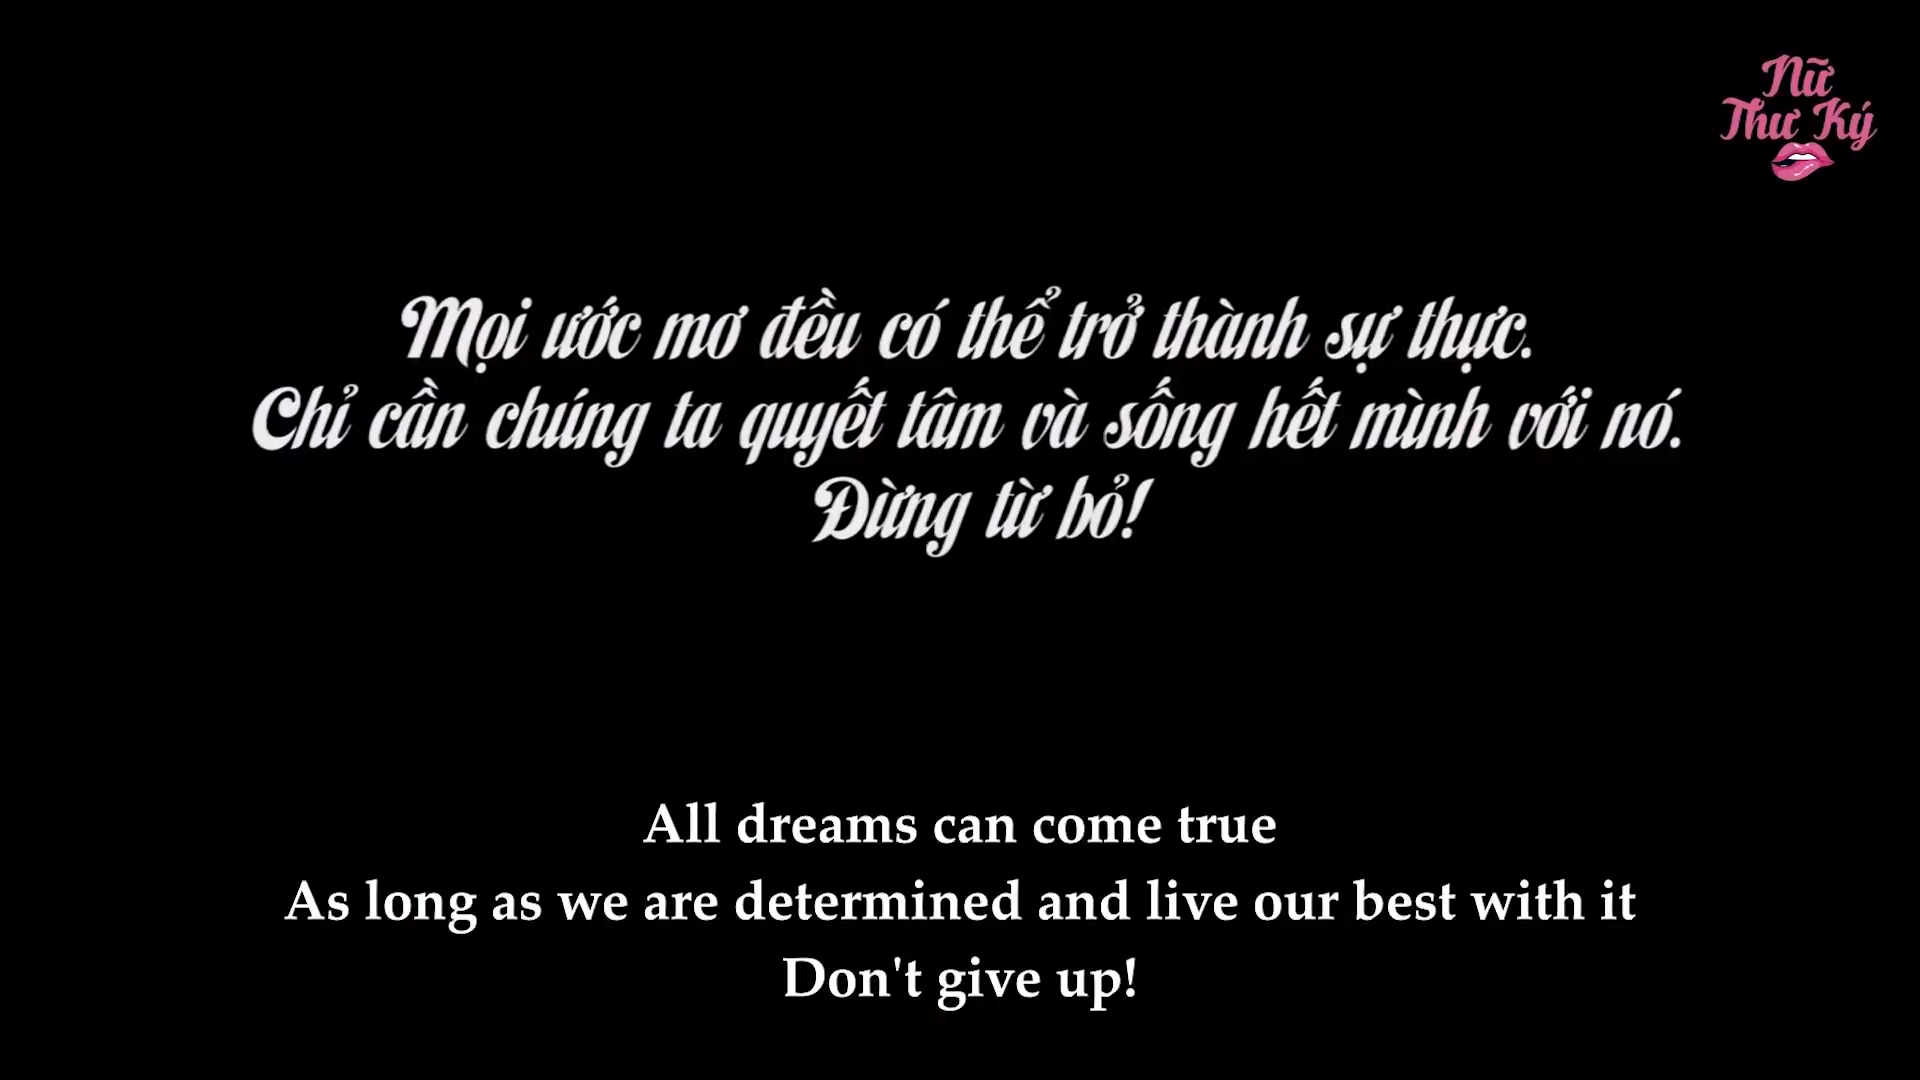 Nữ
Thư Ký
Mọi ước mơ đều có thể trở thành sự thực.
Chỉ cần chúng ta quyết tâm và sống hết mình với nó.
Đừng từ bỏ!
All dreams can come true
As long as we are determined and live our best with it
Don't give up!